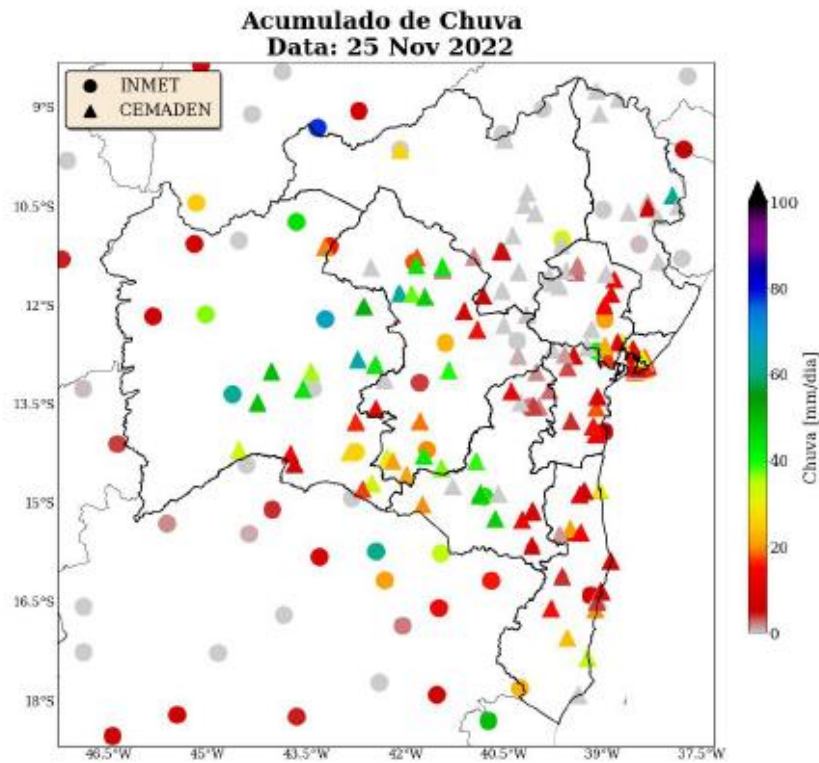 Acumulado de Chuva
Data: 25 Nov 2022
INMET
CEMADEN
9°S
10.5°S
12°S
13.5°S
15°S
16.5°S
18°S
46.5°W
45°W
43.5°W
42°W
40.5°W
39°W
37.5°W
100
80
60
40
20
0
Chuva [mm/dia]